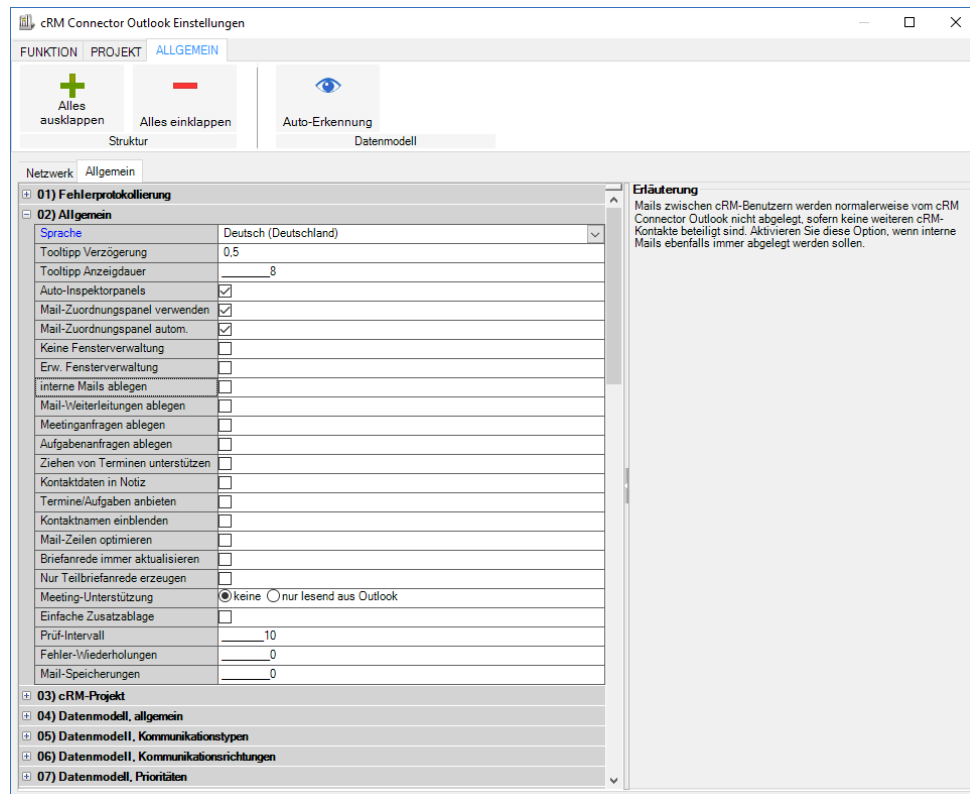 cRM Connector Outlook Einstellungen
FUNKTION PROJEKT ALLGEMEIN
Alles ausklappen
Alles einklappen
Auto-Erkennung
Struktur
Datenmodell
Netzwerk Allgemein
01) Fehlerprotokollierung
02) Allgemein
Sprache Deutsch (Deutschland)
Tooltipp Verzögerung 0,5
Tooltipp Anzeigdauer _______8
Auto-Inspektorpanels
Mail-Zuordnungspanel verwenden
Mail-Zuordnungspanel autom.
Keine Fensterverwaltung
Erw. Fensterverwaltung
interne Mails ablegen
Mail-Weiterleitungen ablegen
Meetinganfragen ablegen
Aufgabenanfragen ablegen
Ziehen von Terminen unterstützen
Kontaktdaten in Notiz
Termine/Aufgaben anbieten
Kontaktnamen einblenden
Mail-Zeilen optimieren
Briefanrede immer aktualisieren
Nur Teilbriefanrede erzeugen
Meeting-Unterstützung keine nur lesend aus Outlook
Einfache Zusatzablage
Prüf-Intervall ______10
Fehler-Wiederholungen _______0
Mail-Speicherungen _______0
03) cRM-Projekt
04) Datenmodell, allgemein
05) Datenmodell, Kommunikationstypen
06) Datenmodell, Kommunikationsrichtungen
07) Datenmodell, Prioritäten
Erläuterung
Mails zwischen cRM-Benutzern werden normalerweise vom cRM
Connector Outlook nicht abgelegt, sofern keine weiteren cRM-
Kontakte beteiligt sind. Aktivieren Sie diese Option, wenn interne
Mails ebenfalls immer abgelegt werden sollen.